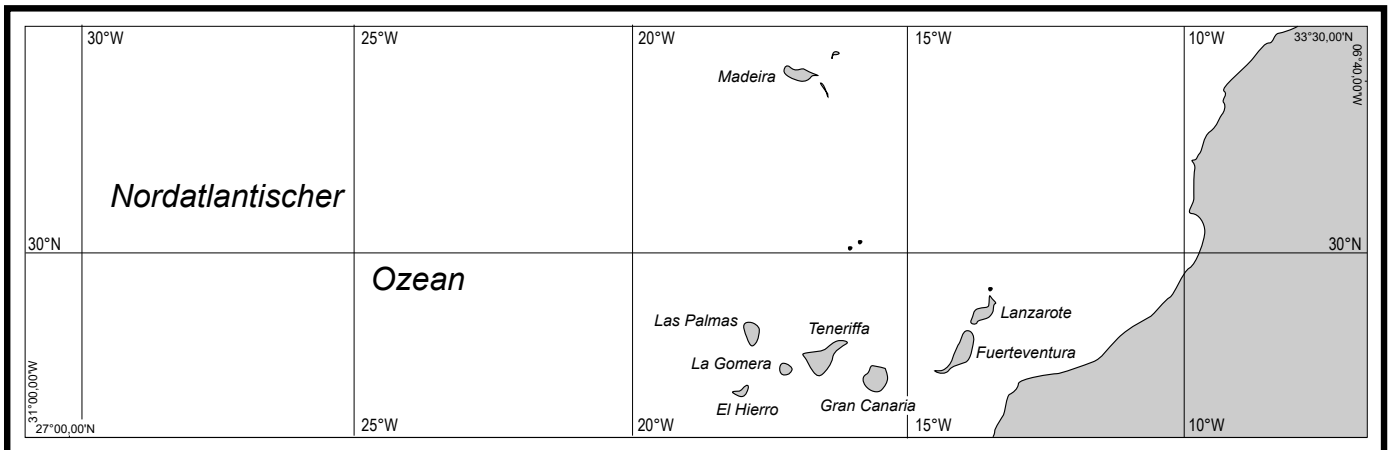 30°W
25°W
20°W
15°W
10°W
33°30,00'N
06°40,00'W
Madeira
Nordatlantischer
30°N
30°N
Ozean
Lanzarote
Las Palmas
Teneriffa
Fuerteventura
La Gomera
El Hierro
Gran Canaria
31°00,00'W
27°00,00'N
25°W
20°W
15°W
10°W